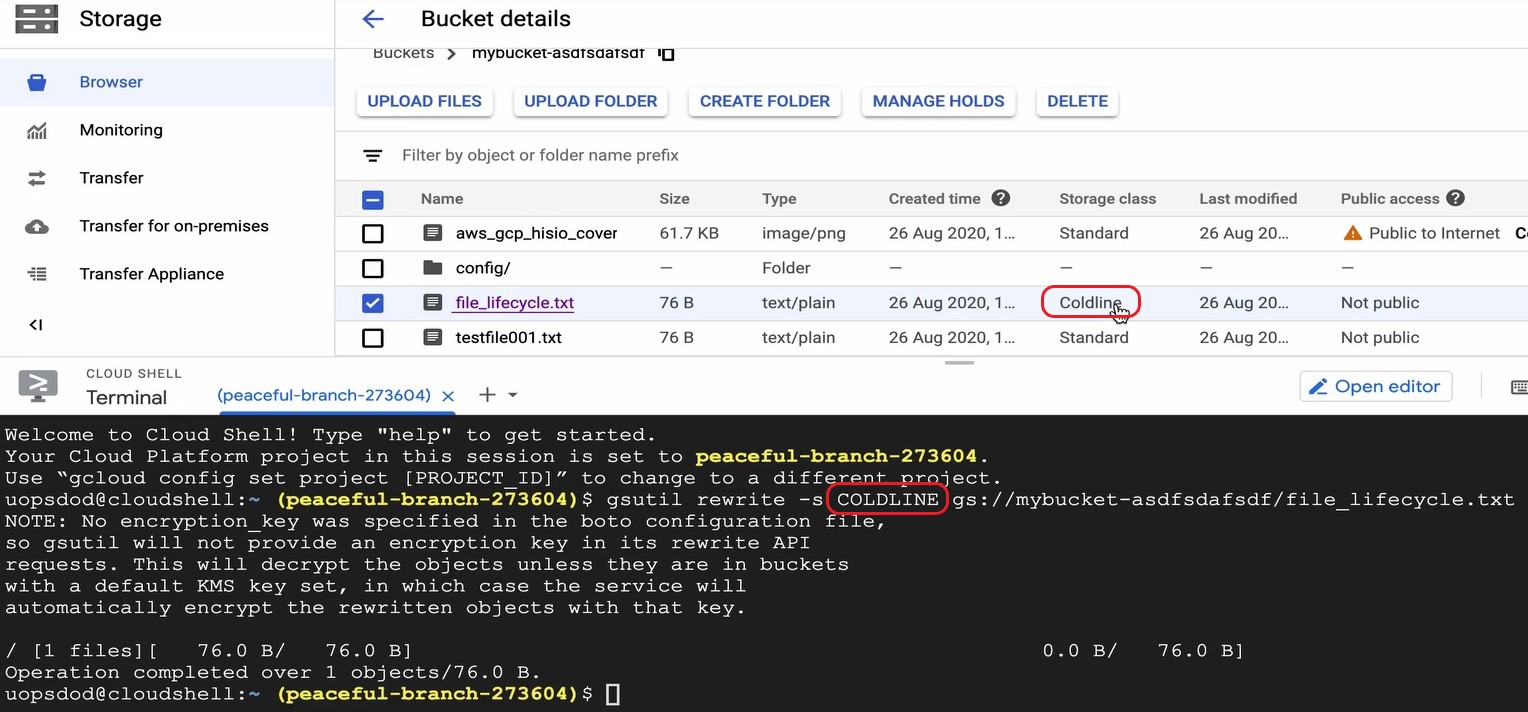 Storage
Bucket details
Buckets > mybucket-asdfsdafsdf
Browser
UPLOAD FILES UPLOAD FOLDER CREATE FOLDER MANAGE HOLDS DELETE
Monitoring
Filter by object or folder name prefix
Transfer
Name Size Type Created time ? Storage class Last modified Public access ?
Transfer for on-premises
aws_gcp_hisio_cover 61.7 KB image/png 26 Aug 2020, 1... Standard 26 Aug 20... Public to Internet
config/ — Folder — — — —
Transfer Appliance
file_lifecycle.txt 76 B text/plain 26 Aug 2020, 1... Coldline 26 Aug 20... Not public
testfile001.txt 76 B text/plain 26 Aug 2020, 1... Standard 26 Aug 20... Not public
CLOUD SHELL
Terminal
(peaceful-branch-273604) × +
Open editor
Welcome to Cloud Shell! Type "help" to get started.
Your Cloud Platform project in this session is set to peaceful-branch-273604.
Use “gcloud config set project [PROJECT_ID]” to change to a different project.
uopsdod@cloudshell:~ (peaceful-branch-273604)$ gsutil rewrite -s COLDLINE gs://mybucket-asdfsdafsdf/file_lifecycle.txt
NOTE: No encryption_key was specified in the boto configuration file,
so gsutil will not provide an encryption key in its rewrite API
requests. This will decrypt the objects unless they are in buckets
with a default KMS key set, in which case the service will
automatically encrypt the rewritten objects with that key.
/ [1 files][ 76.0 B/ 76.0 B] 0.0 B/ 76.0 B]
Operation completed over 1 objects/76.0 B.
uopsdod@cloudshell:~ (peaceful-branch-273604)$